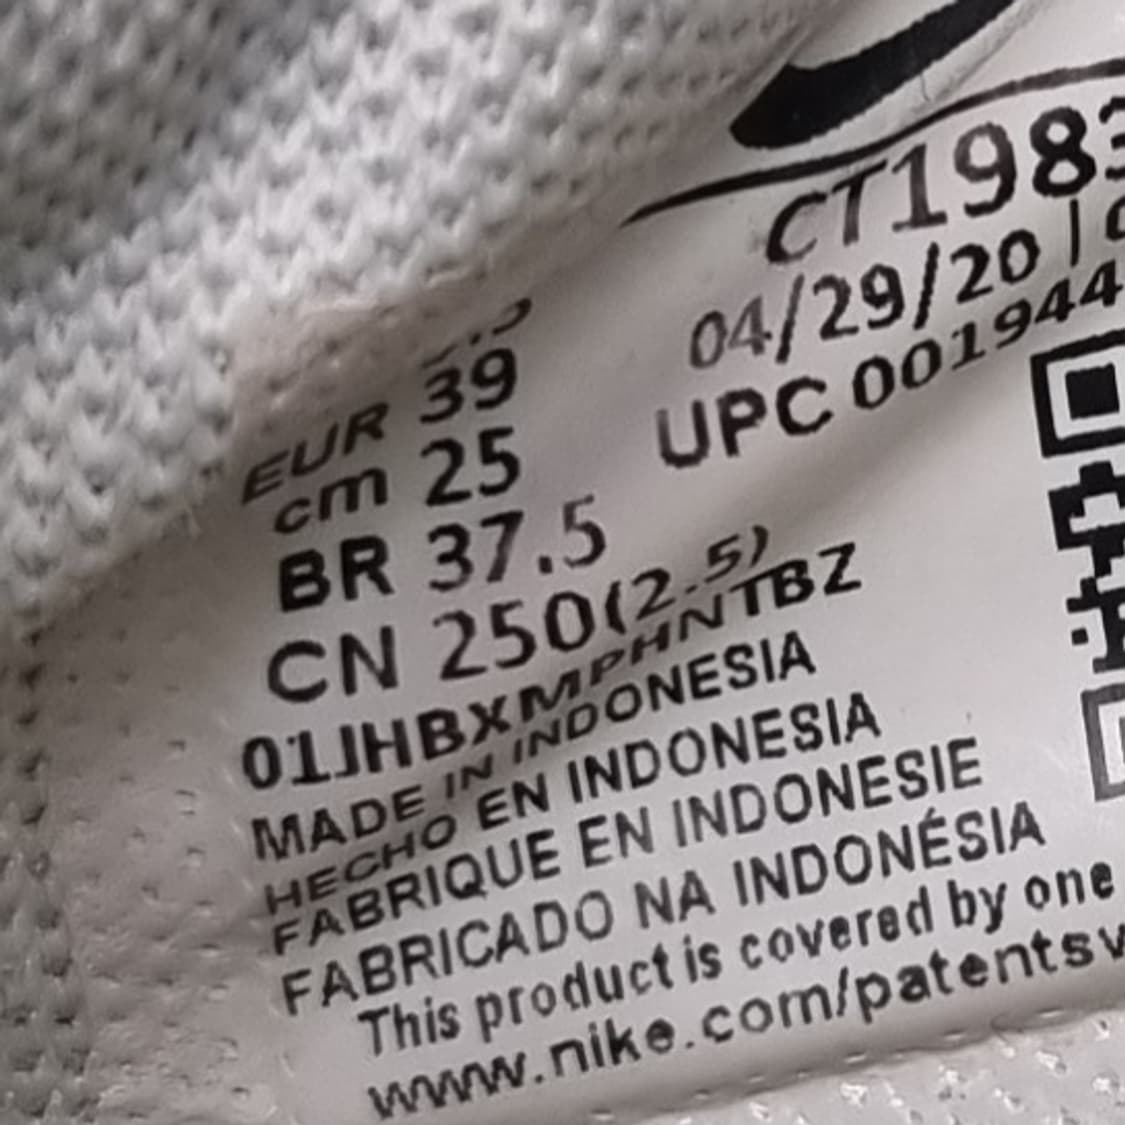 CT1983
04/29/20 |
UPC 001944
EUR 39
cm 25
BR 37.5
CN 250(2.5)
01JHBXMPHNTBZ
MADE IN INDONESIA
HECHO EN INDONESIA
FABRIQUE EN INDONESIE
FABRICADO NA INDONÉSIA
This product is covered by one
www.nike.com/patents